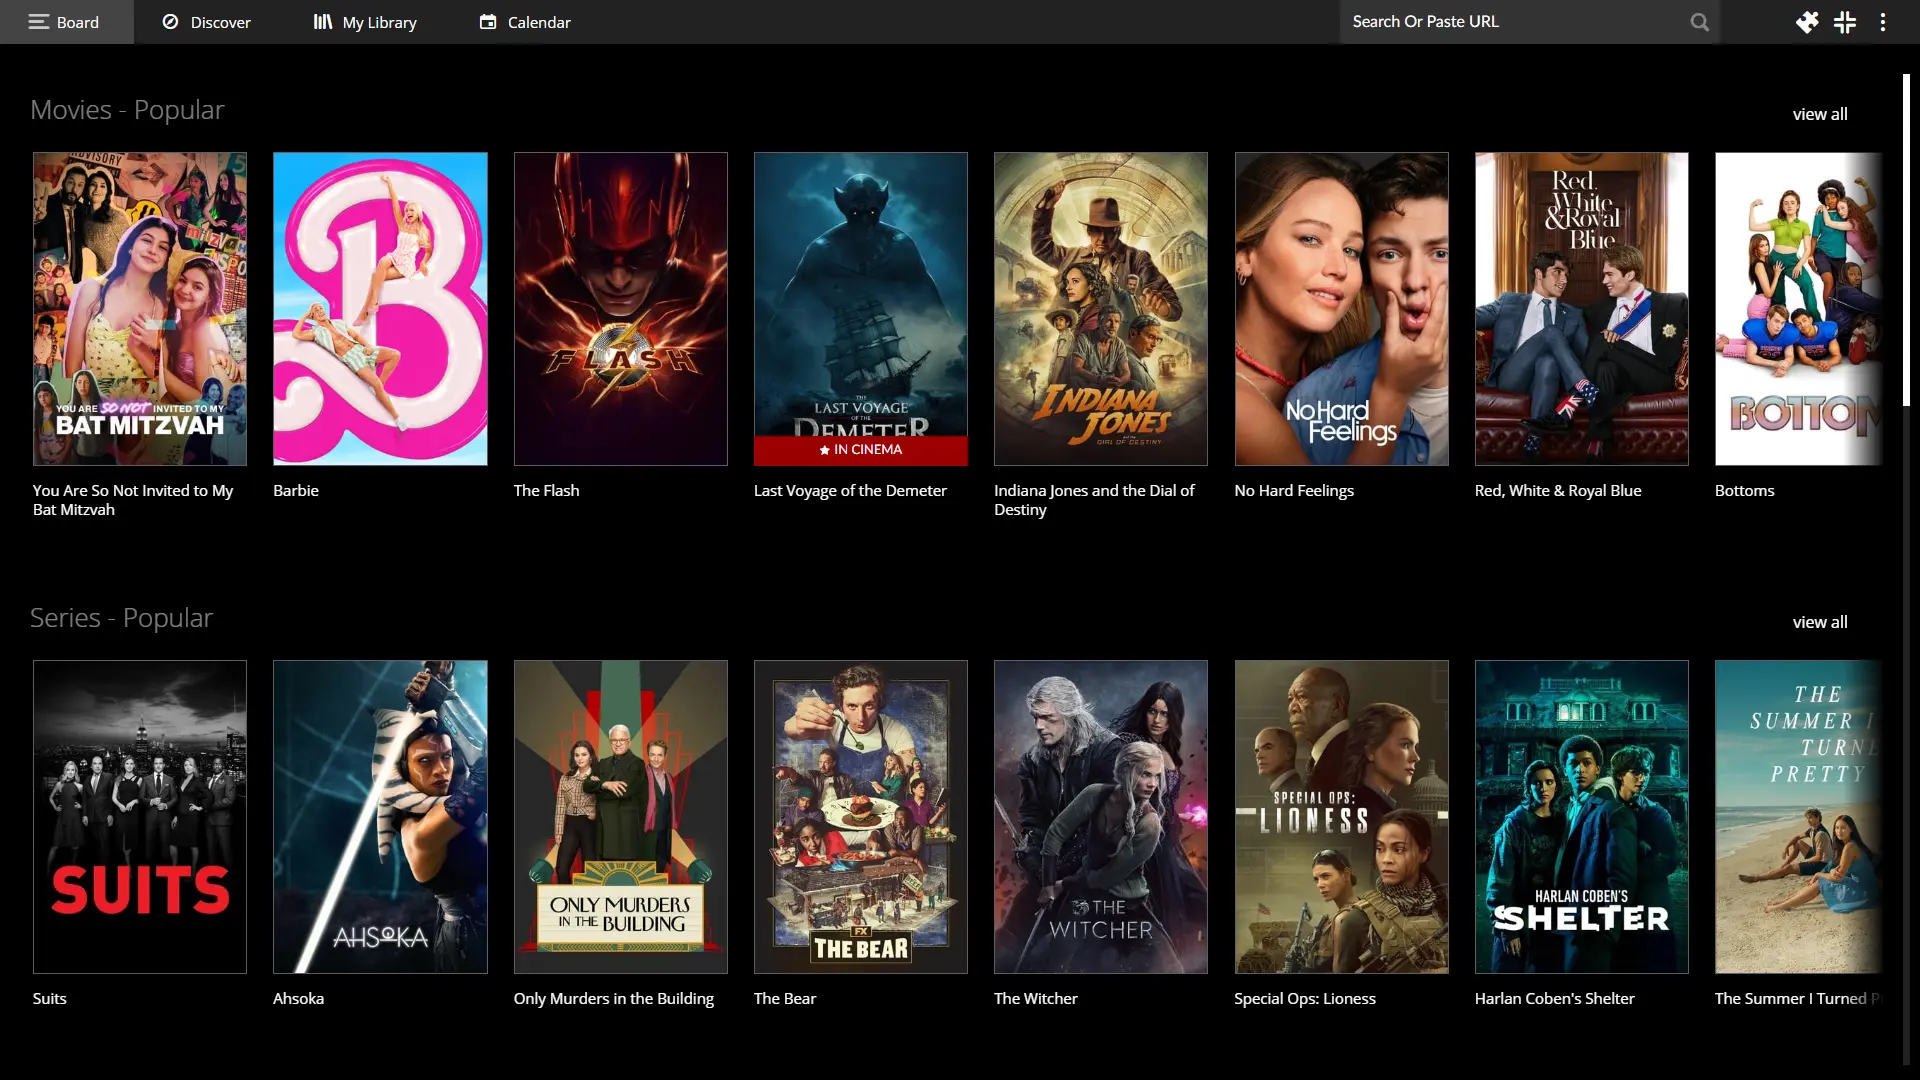 Board
Discover
My Library
Calendar
Search Or Paste URL
Movies - Popular
view all
ADVISORY
YOU ARE SO NOT INVITED TO MY
BAT MITZVAH
B
FLASH
THE
LAST VOYAGE
OF THE
DEMETER
IN CINEMA
INDIANA
JONES
and the
DIAL OF DESTINY
No Hard
Feelings
Red,
White
& Royal
Blue
BOTTOM
You Are So Not Invited to My
Bat Mitzvah
Barbie
The Flash
Last Voyage of the Demeter
Indiana Jones and the Dial of
Destiny
No Hard Feelings
Red, White & Royal Blue
Bottoms
Series - Popular
view all
SUITS
AHSOKA
ONLY MURDERS
IN THE BUILDING
FX
THE BEAR
THE
WITCHER
SPECIAL OPS:
LIONESS
HARLAN COBEN'S
SHELTER
THE
SUMMER I
TURNE
PRETTY
Suits
Ahsoka
Only Murders in the Building
The Bear
The Witcher
Special Ops: Lioness
Harlan Coben's Shelter
The Summer I Turned P